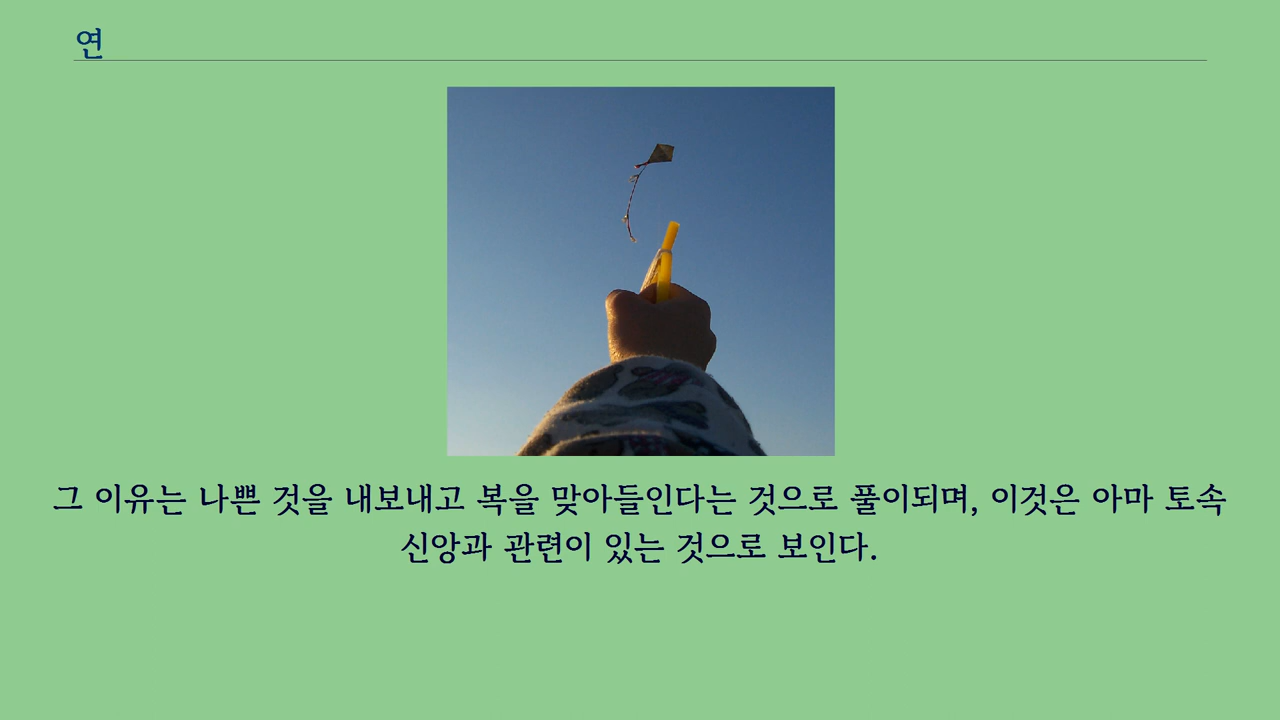 연
그 이유는 나쁜 것을 내보내고 복을 맞아들인다는 것으로 풀이되며, 이것은 아마 토속
신앙과 관련이 있는 것으로 보인다.